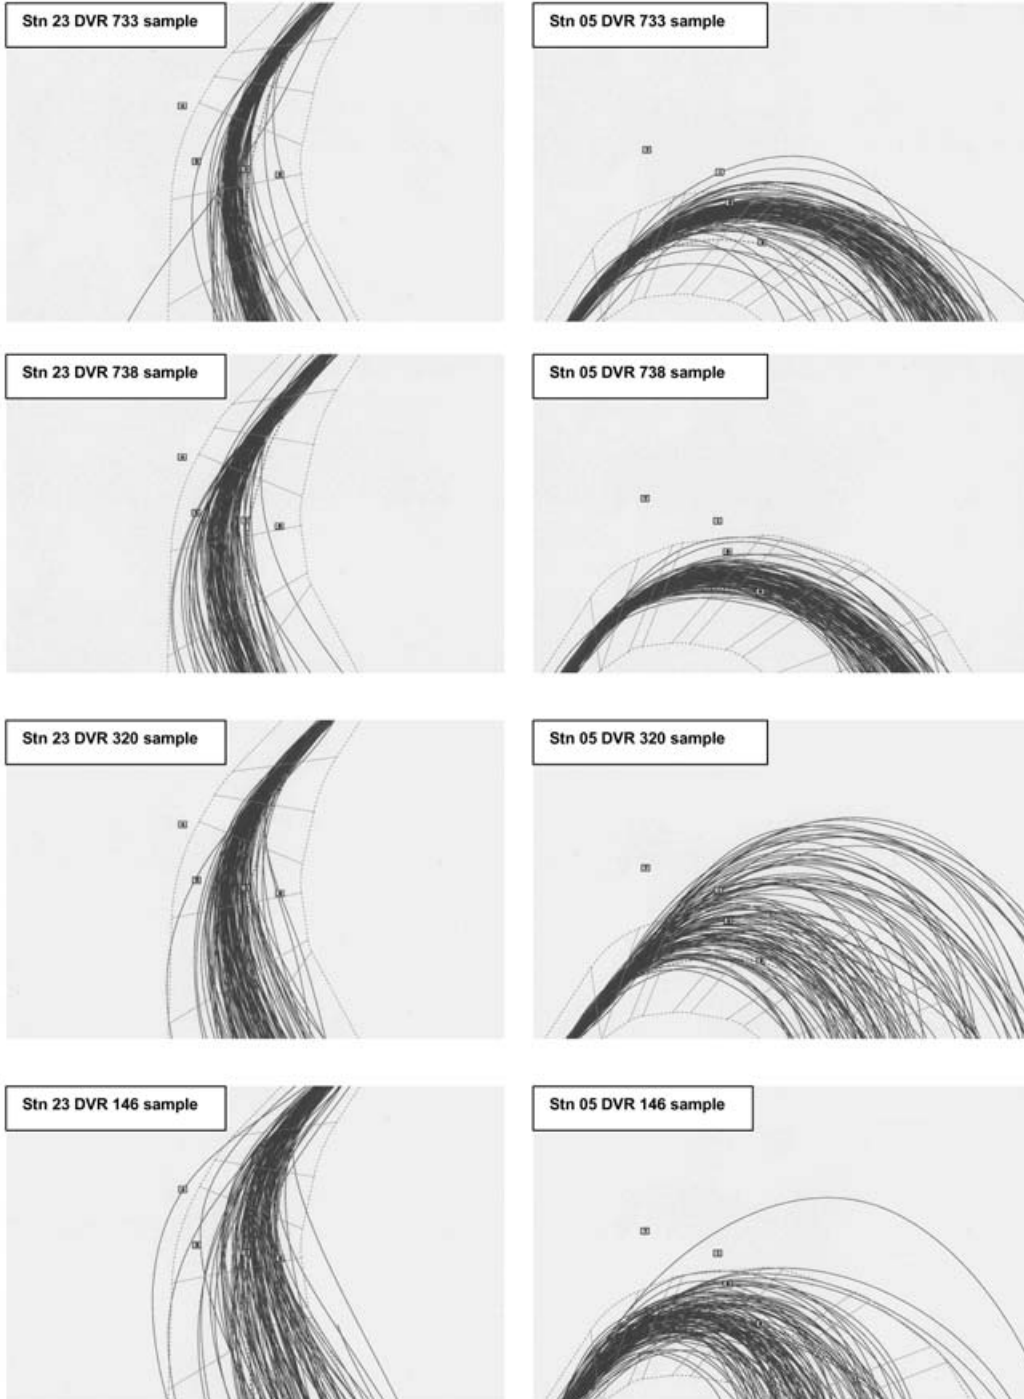 Stn 23 DVR 733 sample
Stn 05 DVR 733 sample
Stn 23 DVR 738 sample
Stn 05 DVR 738 sample
Stn 23 DVR 320 sample
Stn 05 DVR 320 sample
Stn 23 DVR 146 sample
Stn 05 DVR 146 sample